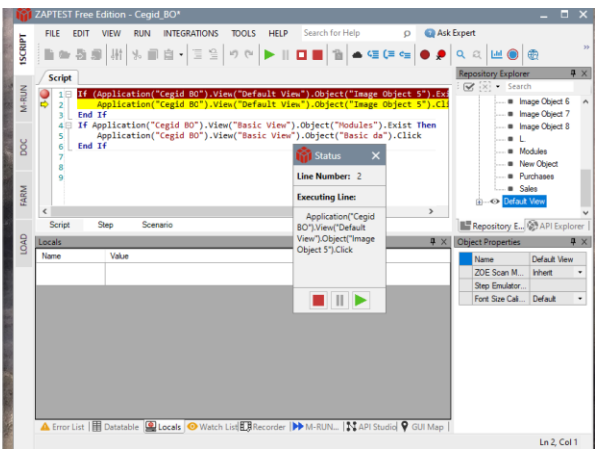 ZAPTEST Free Edition - Cegid_BO*
FILE EDIT VIEW RUN INTEGRATIONS TOOLS HELP Search for Help Ask Expert
1SCRIPT
M-RUN
DOC
FARM
LOAD
Script
1 If (Application("Cegid BO").View("Default View").Object("Image Object 5").Exi
2 Application("Cegid BO").View("Default View").Object("Image Object 5").Cli
3 End If
4 If Application("Cegid BO").View("Basic View").Object("Modules").Exist Then
5 Application("Cegid BO").View("Basic View").Object("Basic da").Click
6 End If
7
8
9
Script Step Scenario
Status
Line Number: 2
Executing Line:
Application("Cegid
BO").View("Default
View").Object("Image
Object 5").Click
Repository Explorer
Search
Image Object 6
Image Object 7
Image Object 8
L.
Modules
New Object
Purchases
Sales
Default View
Repository E... API Explorer
Object Properties
Name Default View
ZOE Scan M... Inherit
Step Emulator...
Font Size Cali... Default
Locals
Name Value
Error List Datatable Locals Watch List Recorder M-RUN... API Studio GUI Map
Ln 2, Col 1